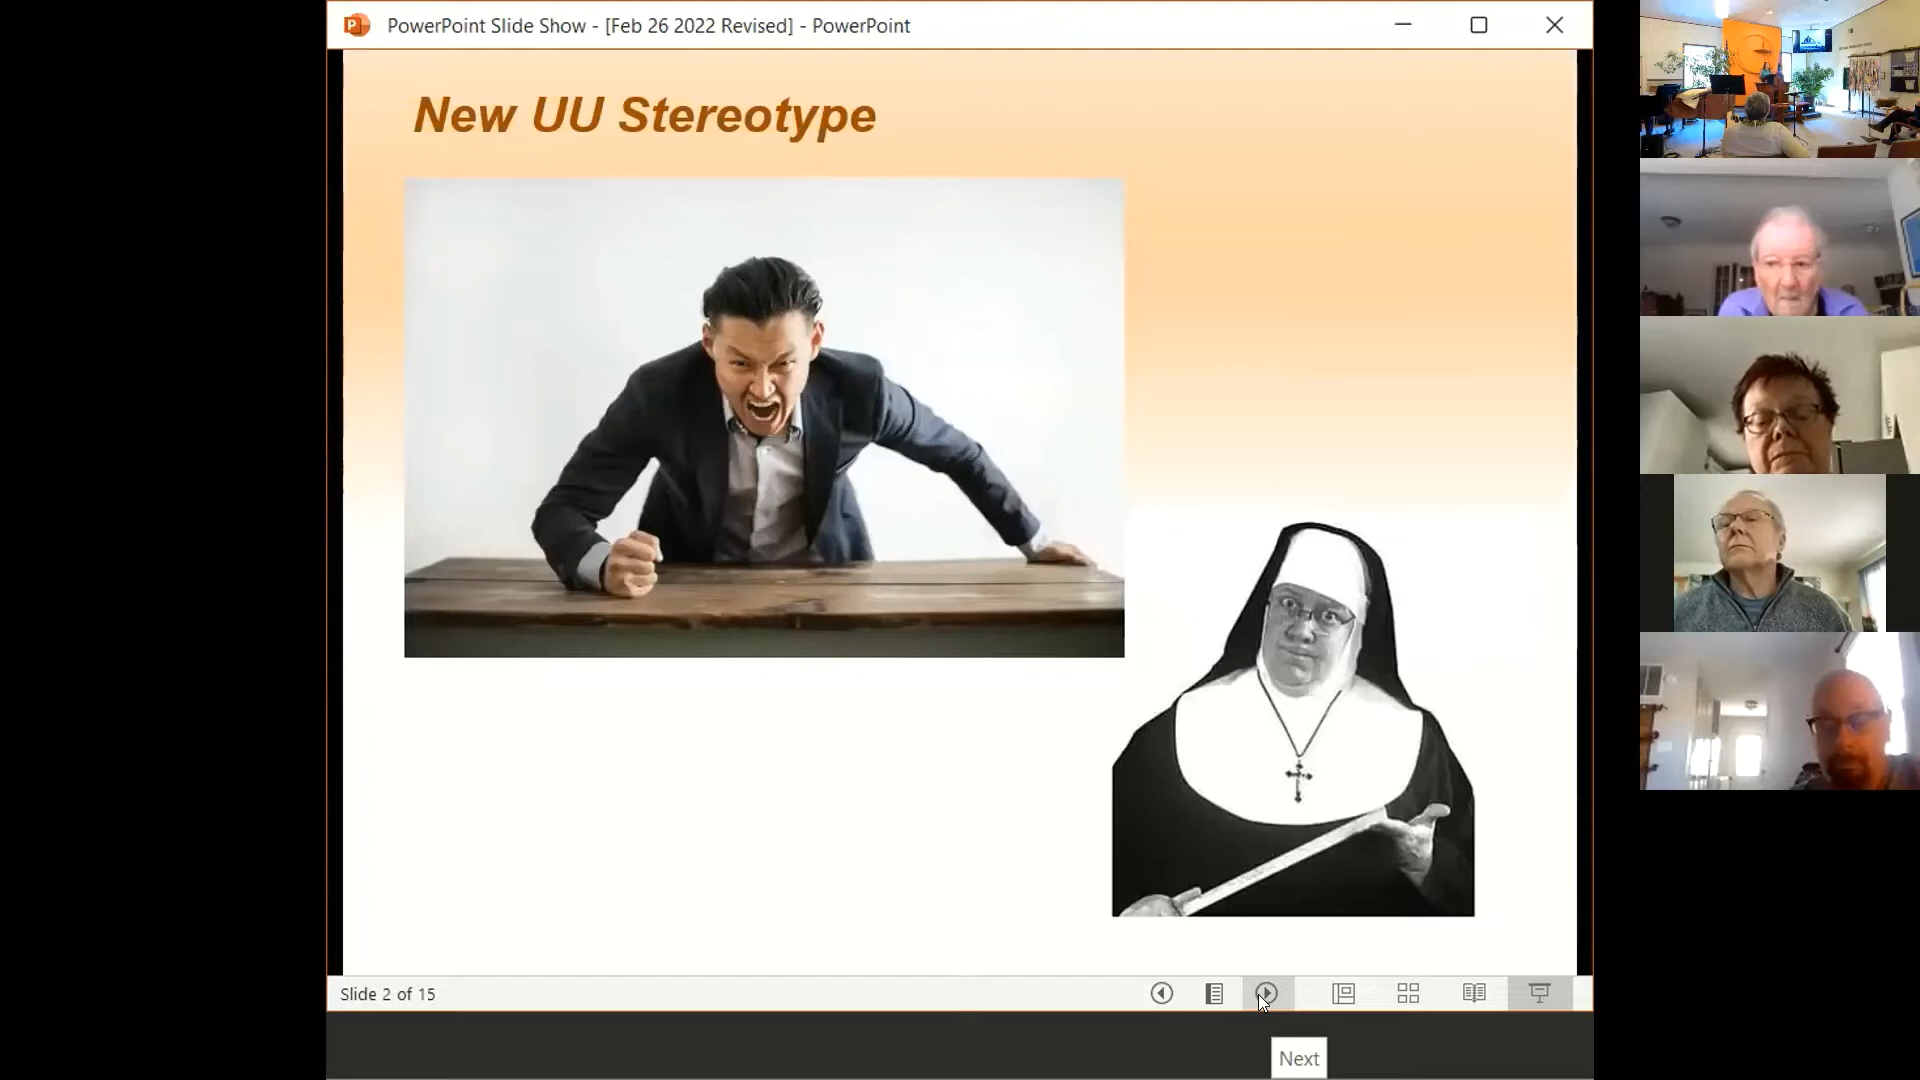 PowerPoint Slide Show - [Feb 26 2022 Revised] - PowerPoint
New UU Stereotype
Slide 2 of 15
Next